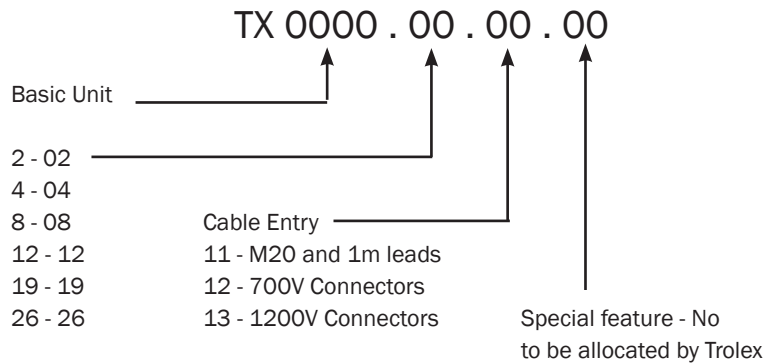 TX 0000 . 00 . 00 . 00
Basic Unit
2 - 02
4 - 04
8 - 08
12 - 12
19 - 19
26 - 26
Cable Entry
11 - M20 and 1m leads
12 - 700V Connectors
13 - 1200V Connectors
Special feature - No
to be allocated by Trolex